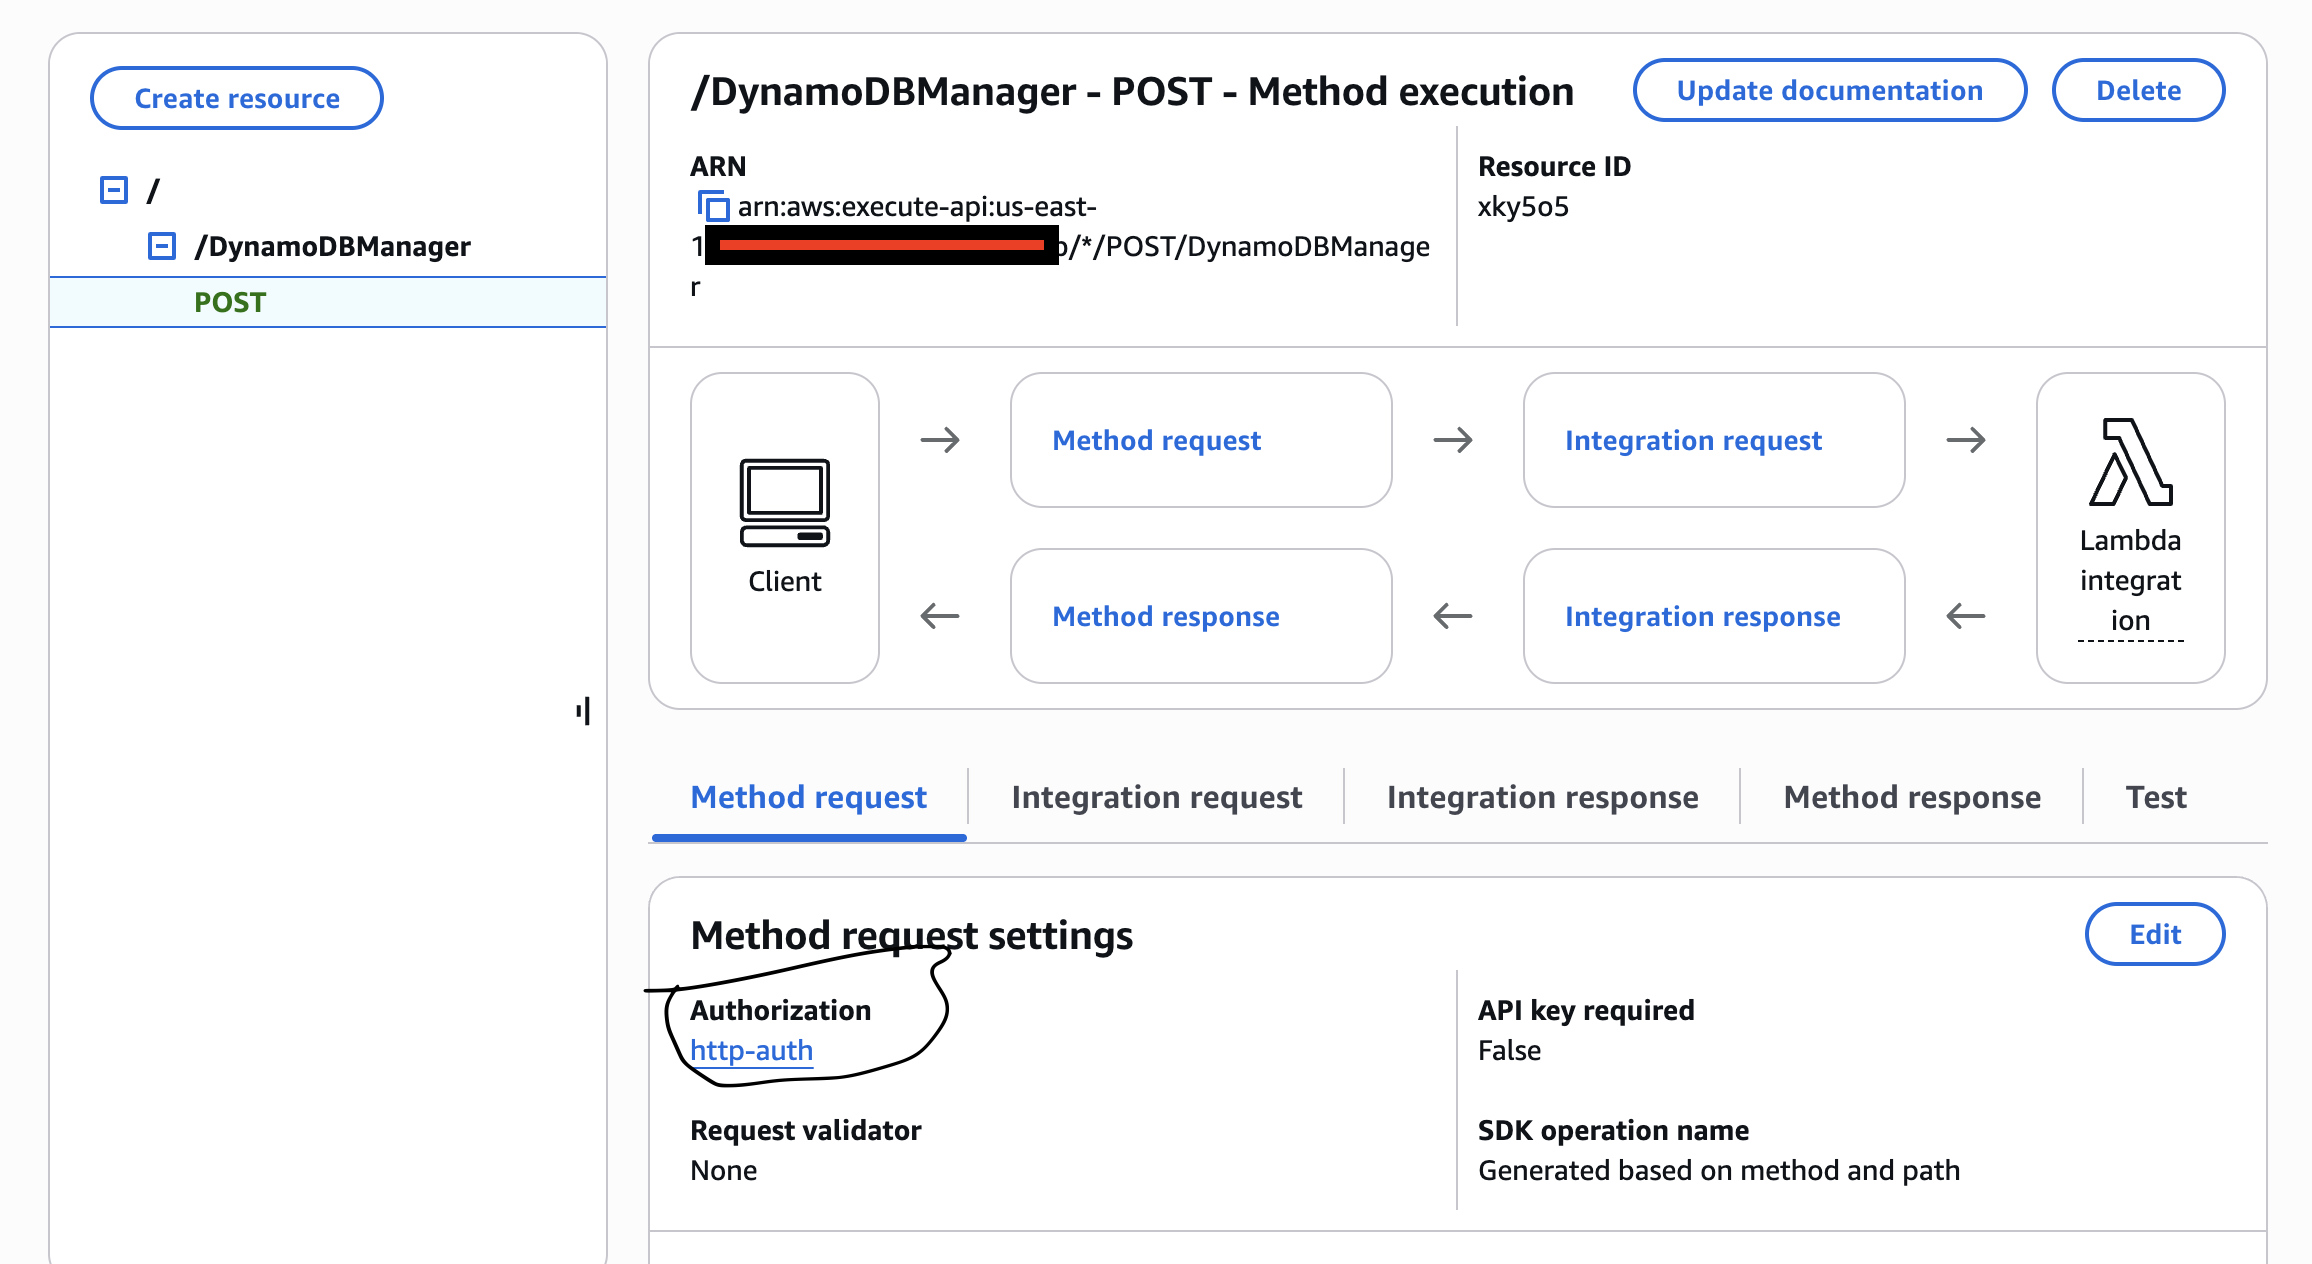 Create resource
/
/DynamoDBManager
POST
/DynamoDBManager - POST - Method execution
Update documentation
Delete
ARN
arn:aws:execute-api:us-east-
1
/*/POST/DynamoDBManage
r
Resource ID
xky5o5
Client
Method request
Integration request
Method response
Integration response
Lambda
integrat
ion
Method request
Integration request
Integration response
Method response
Test
Method request settings
Edit
Authorization
http-auth
API key required
False
Request validator
None
SDK operation name
Generated based on method and path